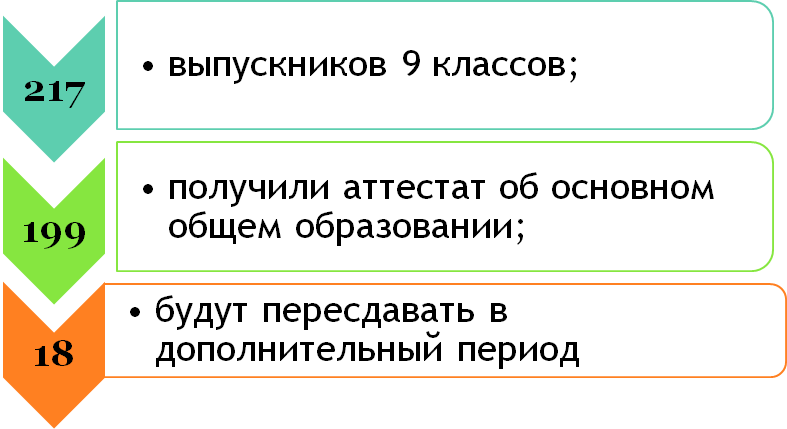 217
• выпускников 9 классов;
199
• получили аттестат об основном
общем образовании;
18
• будут пересдавать в
дополнительный период